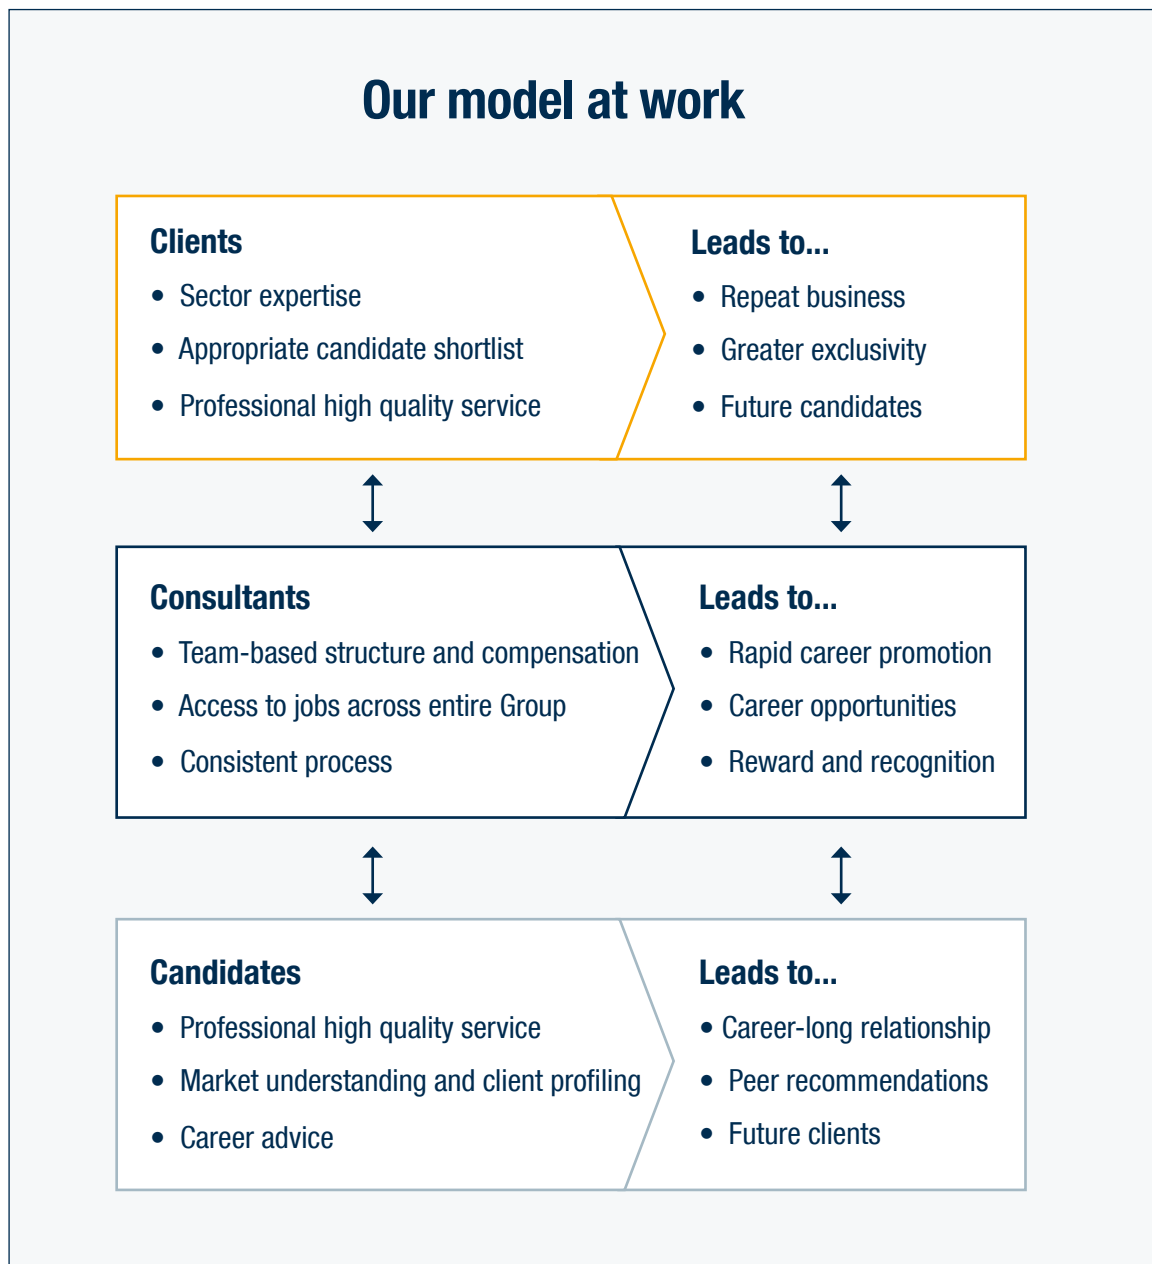 Our model at work
Clients
• Sector expertise
• Appropriate candidate shortlist
• Professional high quality service
Leads to...
• Repeat business
• Greater exclusivity
• Future candidates
Consultants
• Team-based structure and compensation
• Access to jobs across entire Group
• Consistent process
Leads to...
• Rapid career promotion
• Career opportunities
• Reward and recognition
Candidates
• Professional high quality service
• Market understanding and client profiling
• Career advice
Leads to...
• Career-long relationship
• Peer recommendations
• Future clients